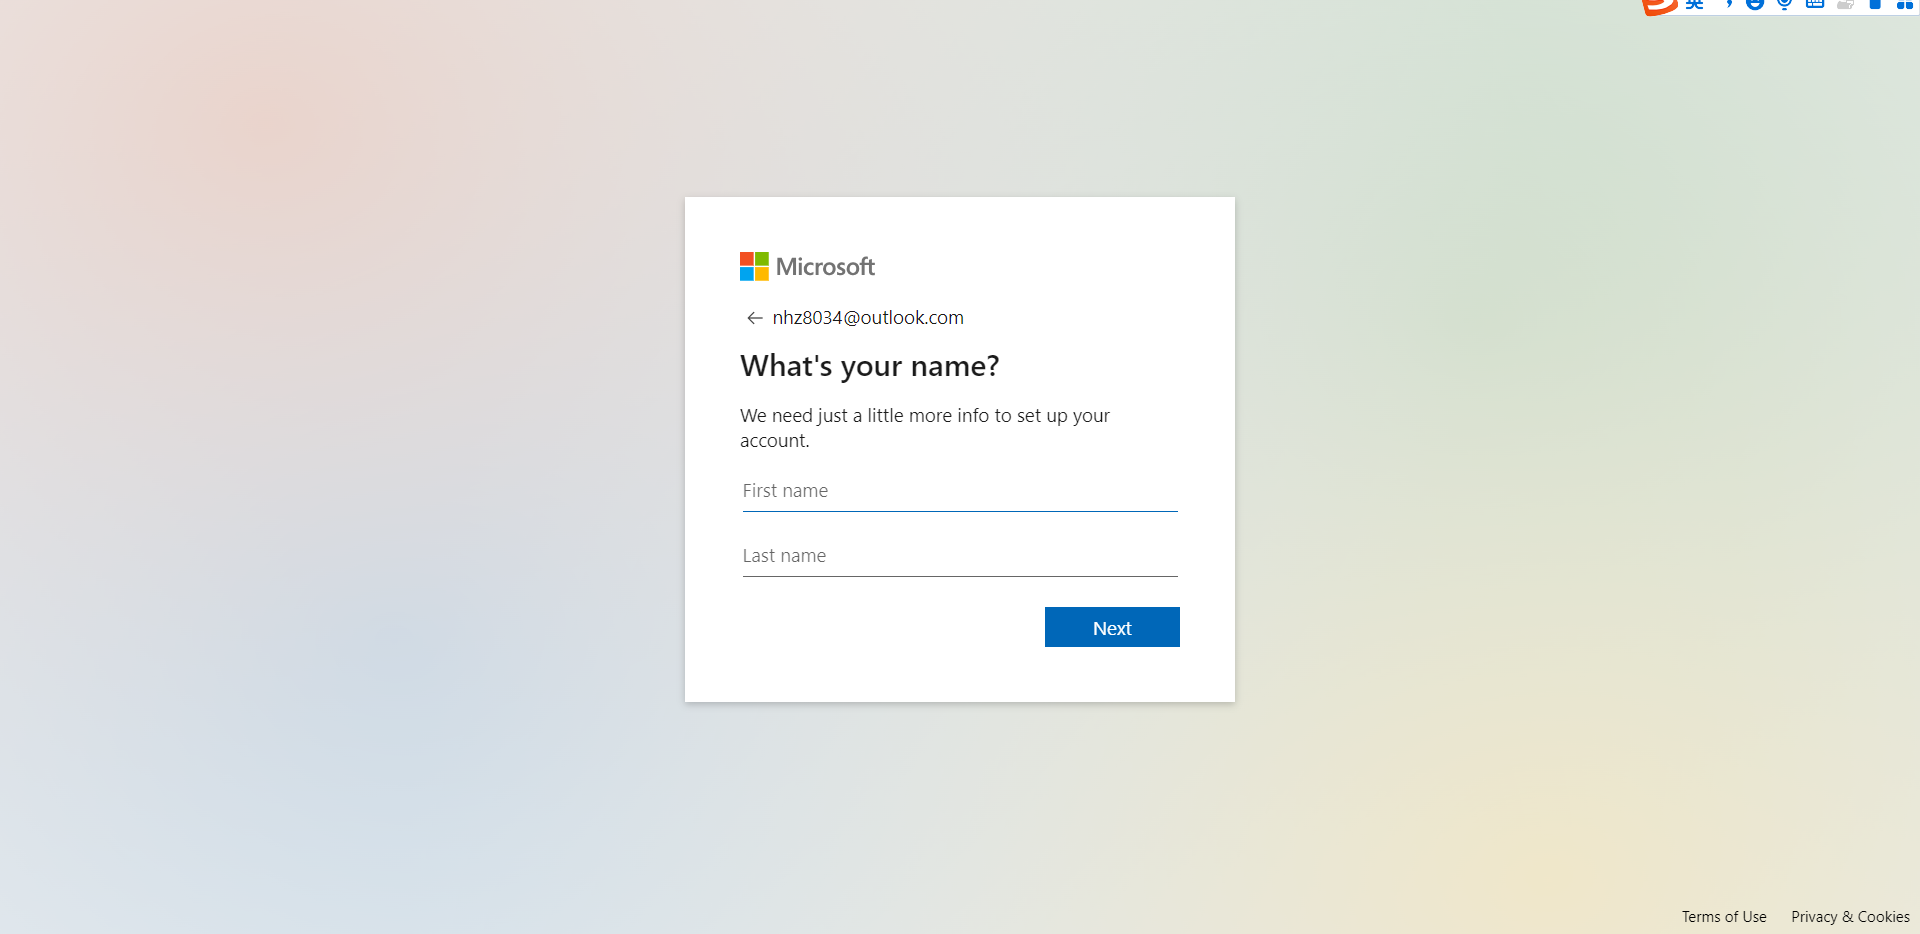 英
Microsoft
nhz8034@outlook.com
What's your name?
We need just a little more info to set up your
account.
First name
Last name
Next
Terms of Use Privacy & Cookies